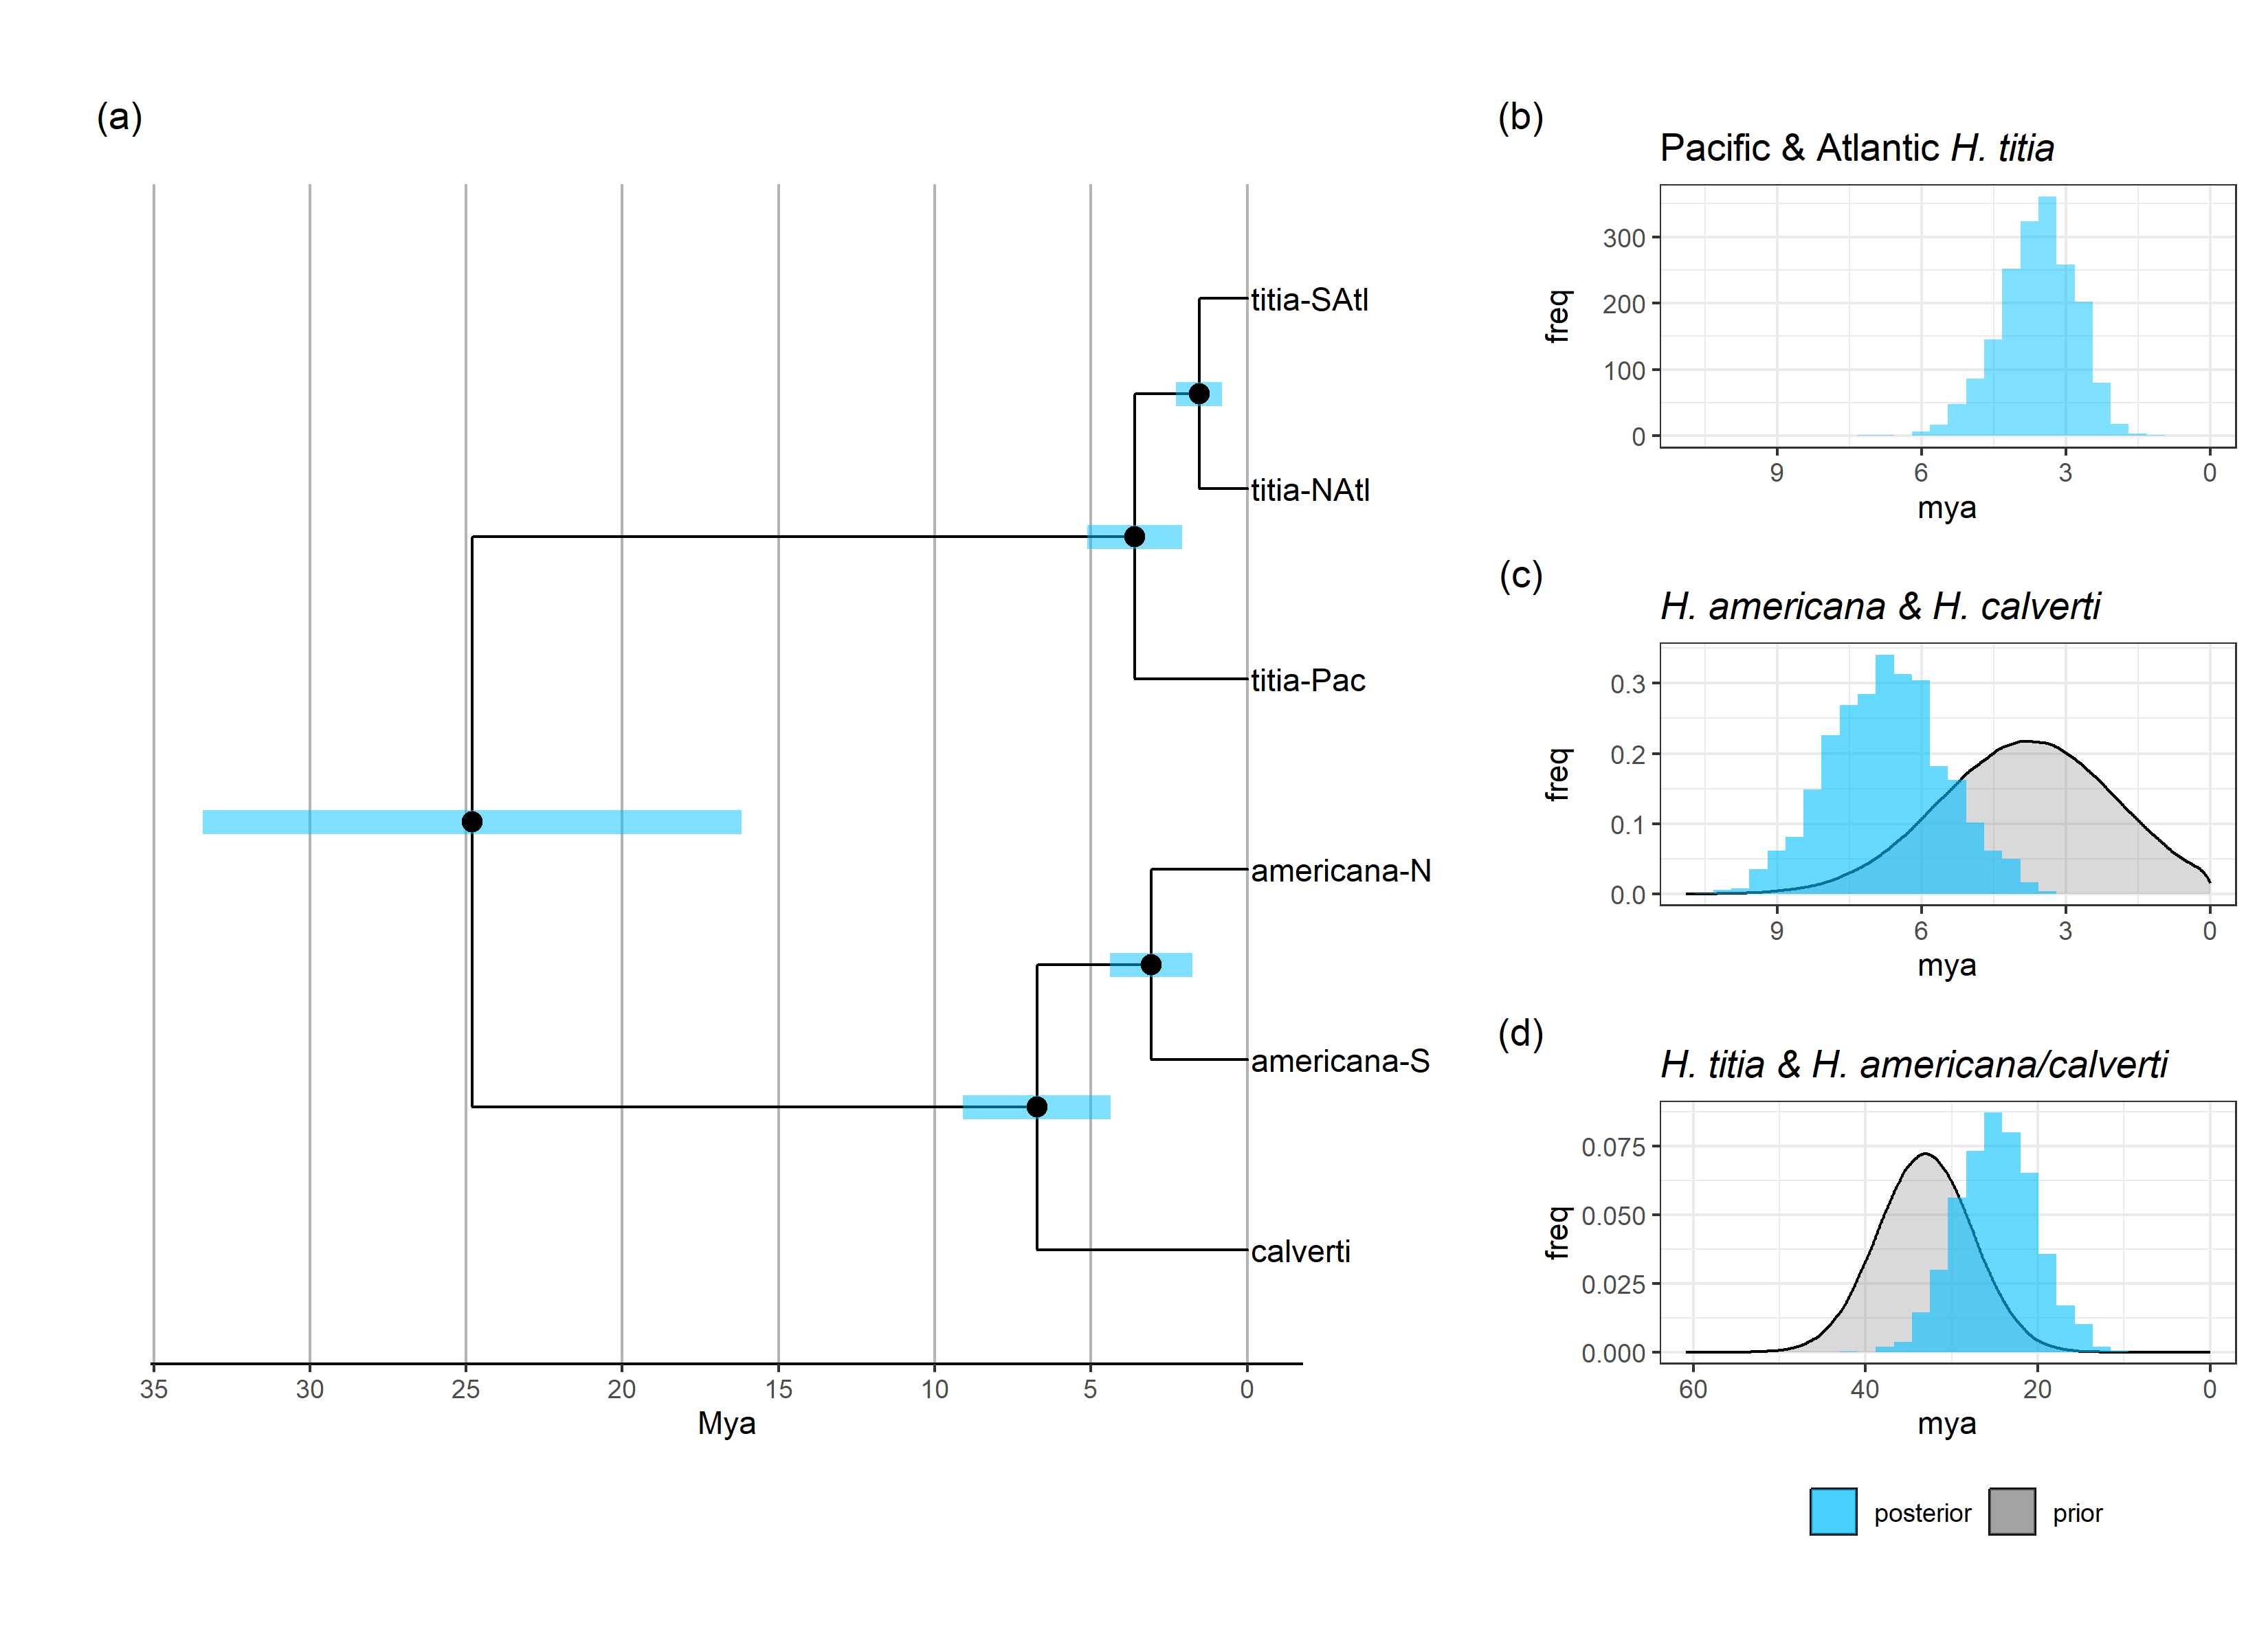 (a)
titia-SAtl
titia-NAtl
titia-Pac
americana-N
americana-S
calverti
35 30 25 20 15 10 5 0
Mya
(b)
Pacific & Atlantic H. titia
freq
300
200
100
0
9 6 3 0
mya
(c)
H. americana & H. calverti
freq
0.3
0.2
0.1
0.0
9 6 3 0
mya
(d)
H. titia & H. americana/calverti
freq
0.075
0.050
0.025
0.000
60 40 20 0
mya
posterior prior